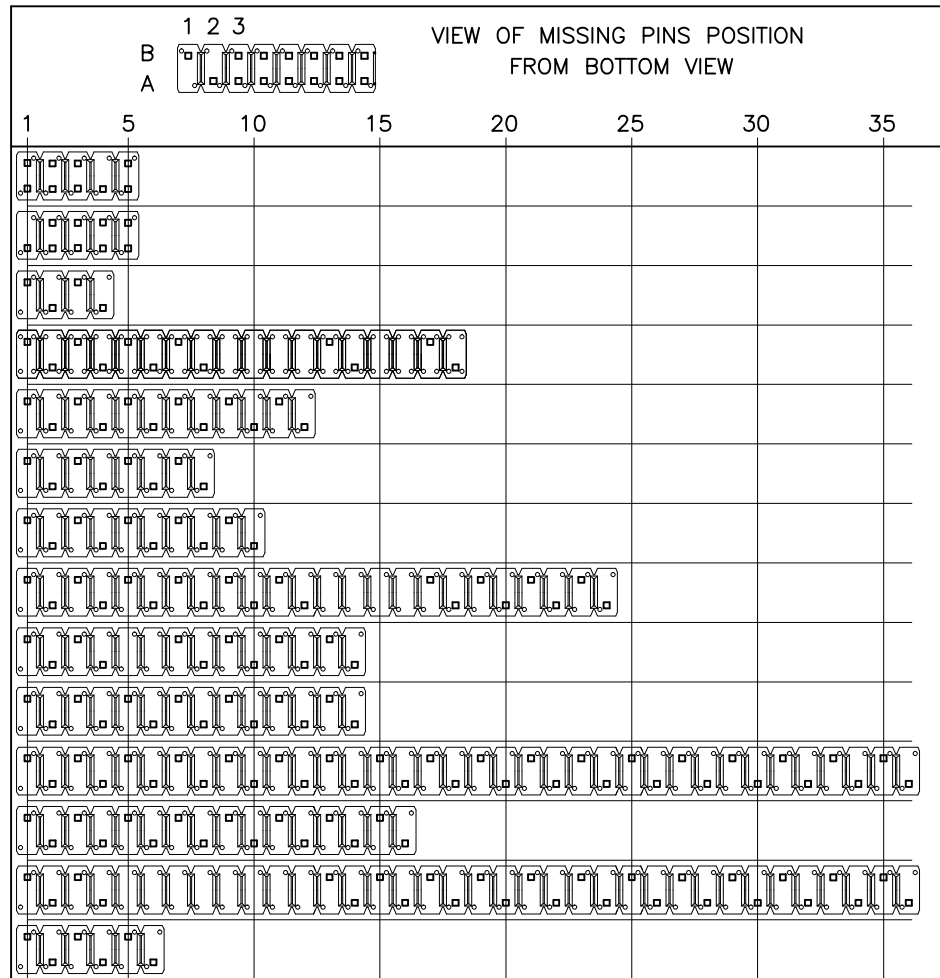 1 2 3
B
A
VIEW OF MISSING PINS POSITION
FROM BOTTOM VIEW
1 5 10 15 20 25 30 35